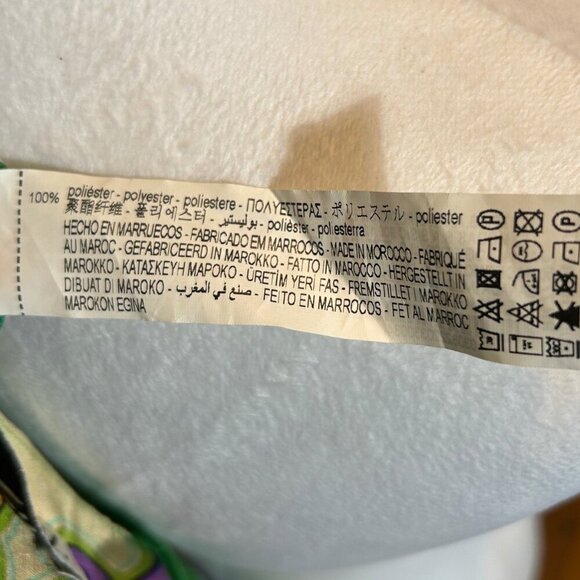 100% poliéster - polyester - poliestere - ΠΟΛΥΕΣΤΕΡΑΣ - ポリエステル - poliester
聚酯纤维 - 폴리에스터 - بوليستير - polièster - poliesterra
HECHO EN MARRUECOS - FABRICADO EM MARROCOS - MADE IN MOROCCO - FABRIQUÉ
AU MAROC - GEFABRICEERD IN MAROKKO - FATTO IN MAROCCO - HERGESTELLT IN
MAROKKO - ΚΑΤΑΣΚΕΥΗ ΜΑΡΟΚΟ - ÜRETİM YERİ FAS - FREMSTILLET I MAROKKO
DIBUAT DI MAROKO - صنع في المغرب - FEITO EN MARROCOS - FET AL MARROC
MAROKON EGINA